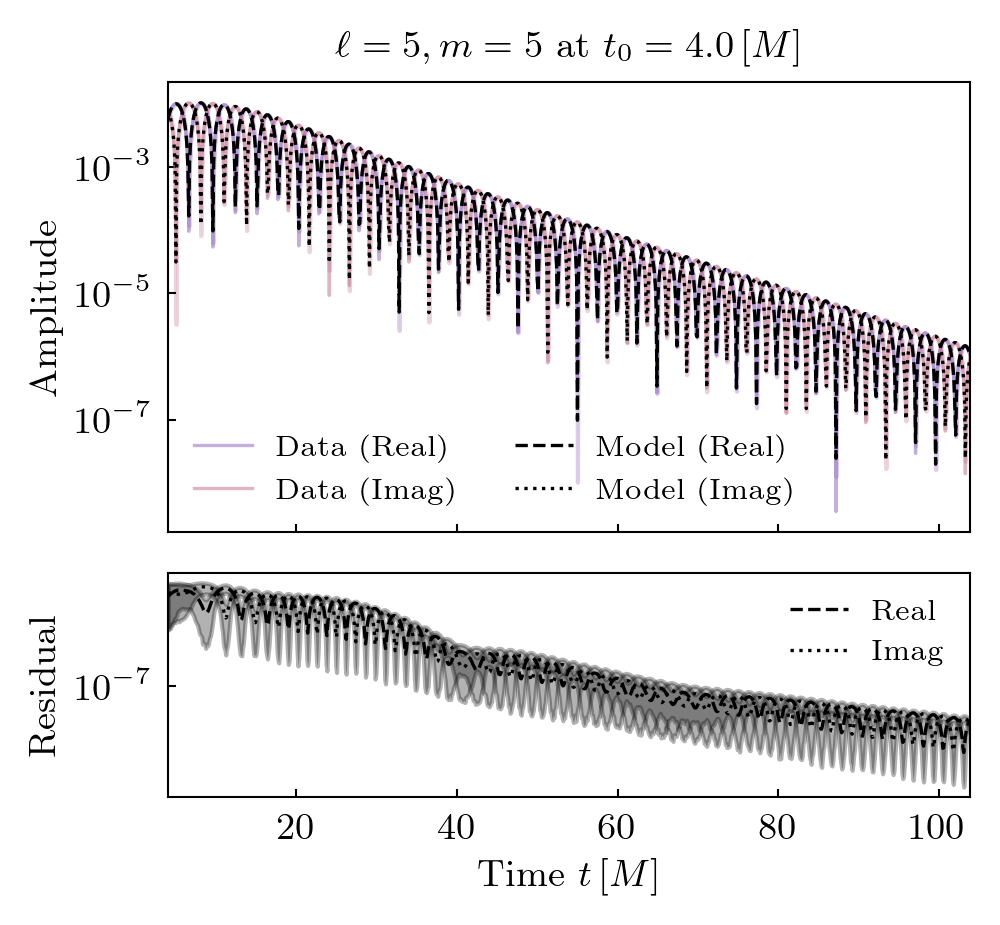 ℓ = 5, m = 5 at t₀ = 4.0 [M]
Amplitude
10⁻³
10⁻⁵
10⁻⁷
Data (Real)
Data (Imag)
Model (Real)
Model (Imag)
Residual
10⁻⁷
Real
Imag
20 40 60 80 100
Time t [M]